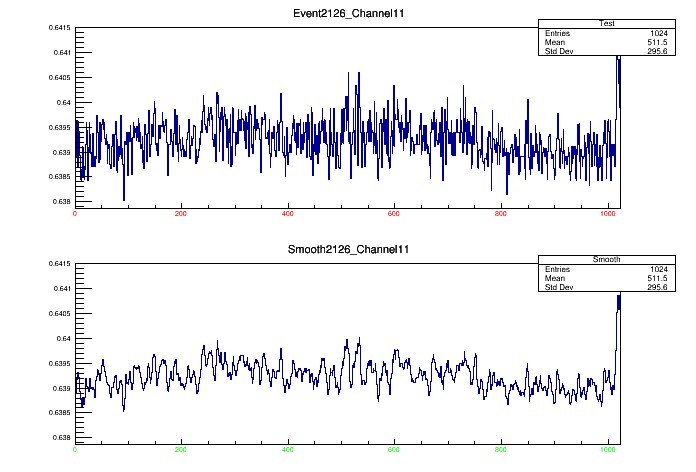 Event2126_Channel11
Test
Entries 1024
Mean 511.5
Std Dev 295.6
0.6415
0.641
0.6405
0.64
0.6395
0.639
0.6385
0.638
0 200 400 600 800 1000
Smooth2126_Channel11
Smooth
Entries 1024
Mean 511.5
Std Dev 295.6
0.6415
0.641
0.6405
0.64
0.6395
0.639
0.6385
0.638
0 200 400 600 800 1000